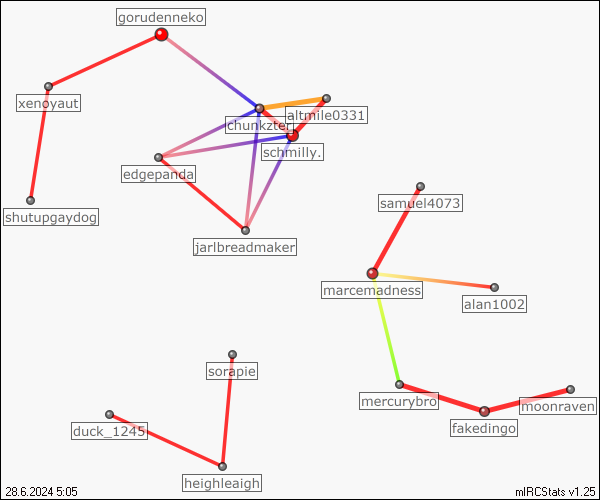 gorudenneko
xenoyaut
altmile0331
chunkzter
schmilly.
edgepanda
samuel4073
shutupgaydog
jarlbreadmaker
marcemadness
alan1002
sorapie
mercurybro
moonraven
duck_1245
fakedingo
heighleaigh
28.6.2024 5:05
mIRCStats v1.25